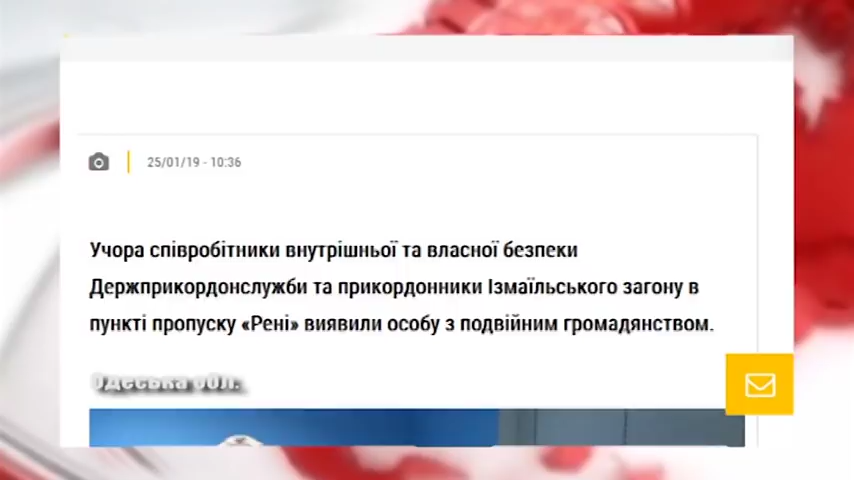 25/01/19 - 10:36
Учора співробітники внутрішньої та власної безпеки
Держприкордонслужби та прикордонники Ізмаїльського загону в
пункті пропуску «Рені» виявили особу з подвійним громадянством.
Одеська обл.